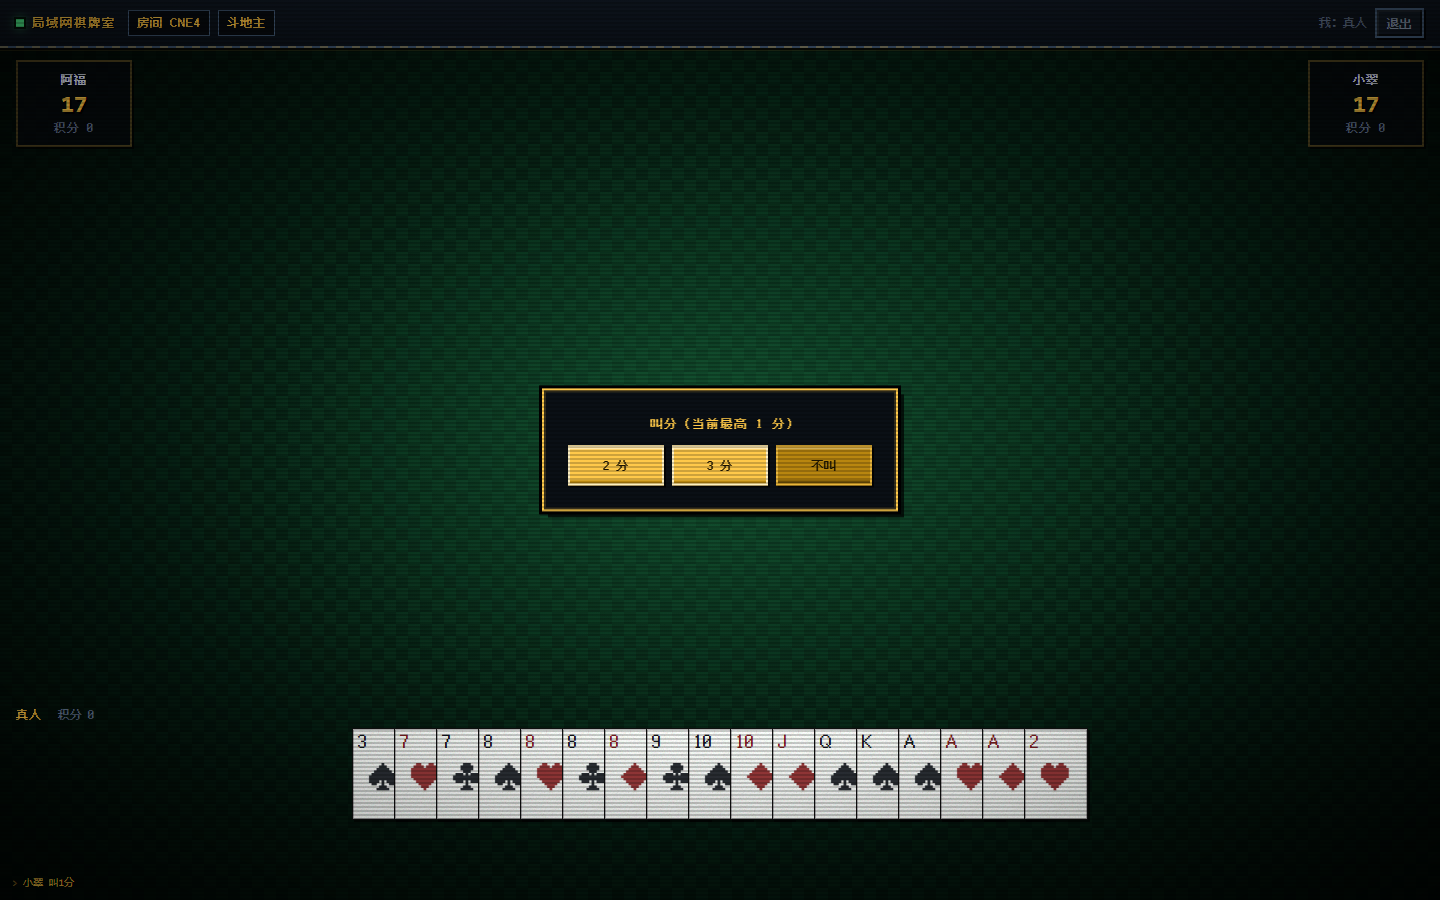 局域网棋牌室 房间 CNE4 斗地主 我: 真人 退出
阿福
17
积分 0
小翠
17
积分 0
叫分 (当前最高 1 分)
2 分 3 分 不叫
真人 积分 0
3 7 7 8 8 8 8 9 10 10 J Q K A A A 2
> 小翠 叫1分